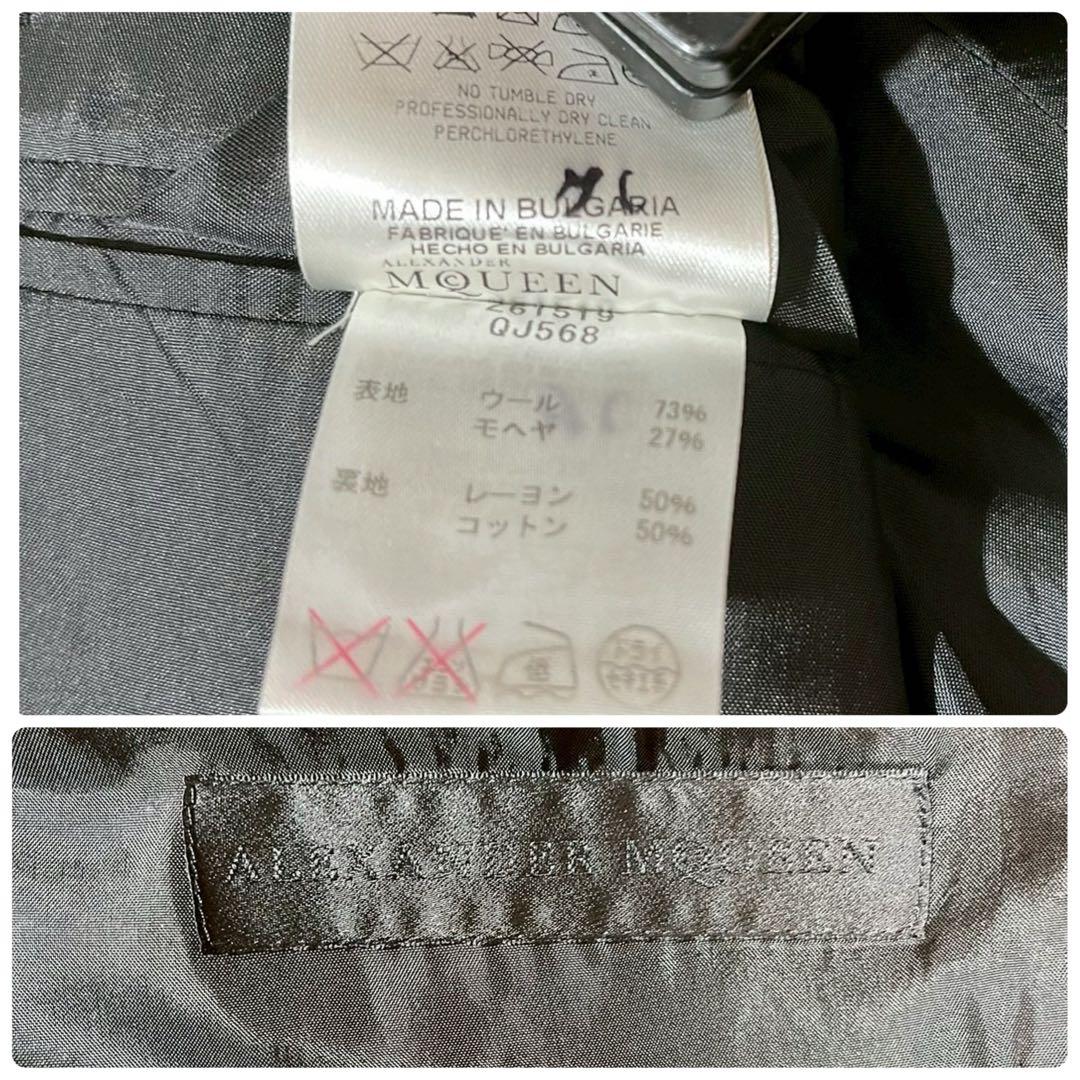 NO TUMBLE DRY
PROFESSIONALLY DRY CLEAN
PERCHLORETHYLENE
MADE IN BULGARIA
FABRIQUE' EN BULGARIE
HECHO EN BULGARIA
ALEXANDER
MCQUEEN
261519
QJ568
表地 ウール 73%
モヘヤ 27%
裏地 レーヨン 50%
コットン 50%
ALEXANDER MCQUEEN